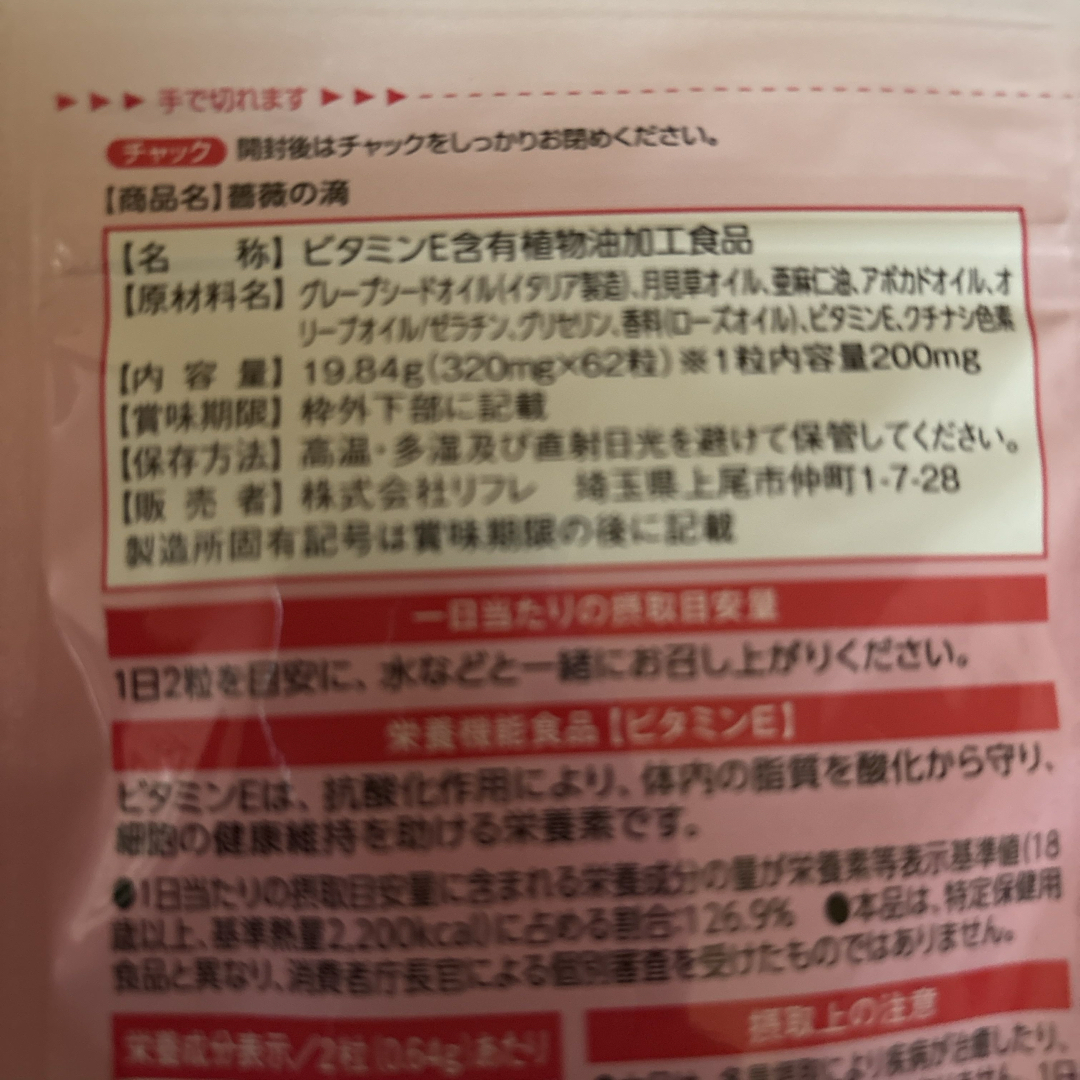 ▶▶▶ 手で切れます ▶▶▶
チャック 開封後はチャックをしっかりお閉めください。
【商品名】薔薇の滴
【名 称】ビタミンE含有植物油加工食品
【原材料名】グレープシードオイル(イタリア製造)、月見草オイル、亜麻仁油、アボカドオイル、オ
リーブオイル/ゼラチン、グリセリン、香料(ローズオイル)、ビタミンE、クチナシ色素
【内 容 量】19.84g(320mg×62粒)※1粒内容量200mg
【賞味期限】枠外下部に記載
【保存方法】高温・多湿及び直射日光を避けて保管してください。
【販 売 者】株式会社リフレ 埼玉県上尾市仲町1-7-28
製造所固有記号は賞味期限の後に記載
一日当たりの摂取目安量
1日2粒を目安に、水などと一緒にお召し上がりください。
栄養機能食品【ビタミンE】
ビタミンEは、抗酸化作用により、体内の脂質を酸化から守り、
細胞の健康維持を助ける栄養素です。
●1日当たりの摂取目安量に含まれる栄養成分の量が栄養素等表示基準値(18
歳以上、基準熱量2,200kcal)に占める割合:126.9% ●本品は、特定保健用
食品と異なり、消費者庁長官による個別審査を受けたものではありません。
栄養成分表示/2粒(0.64g)あたり
摂取上の注意
により疾病が治癒したり、